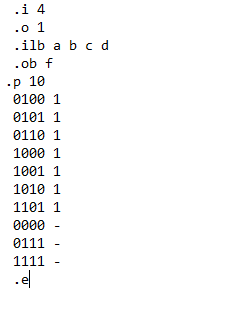 .i 4
.o 1
.ilb a b c d
.ob f
.p 10
0100 1
0101 1
0110 1
1000 1
1001 1
1010 1
1101 1
0000 -
0111 -
1111 -
.e